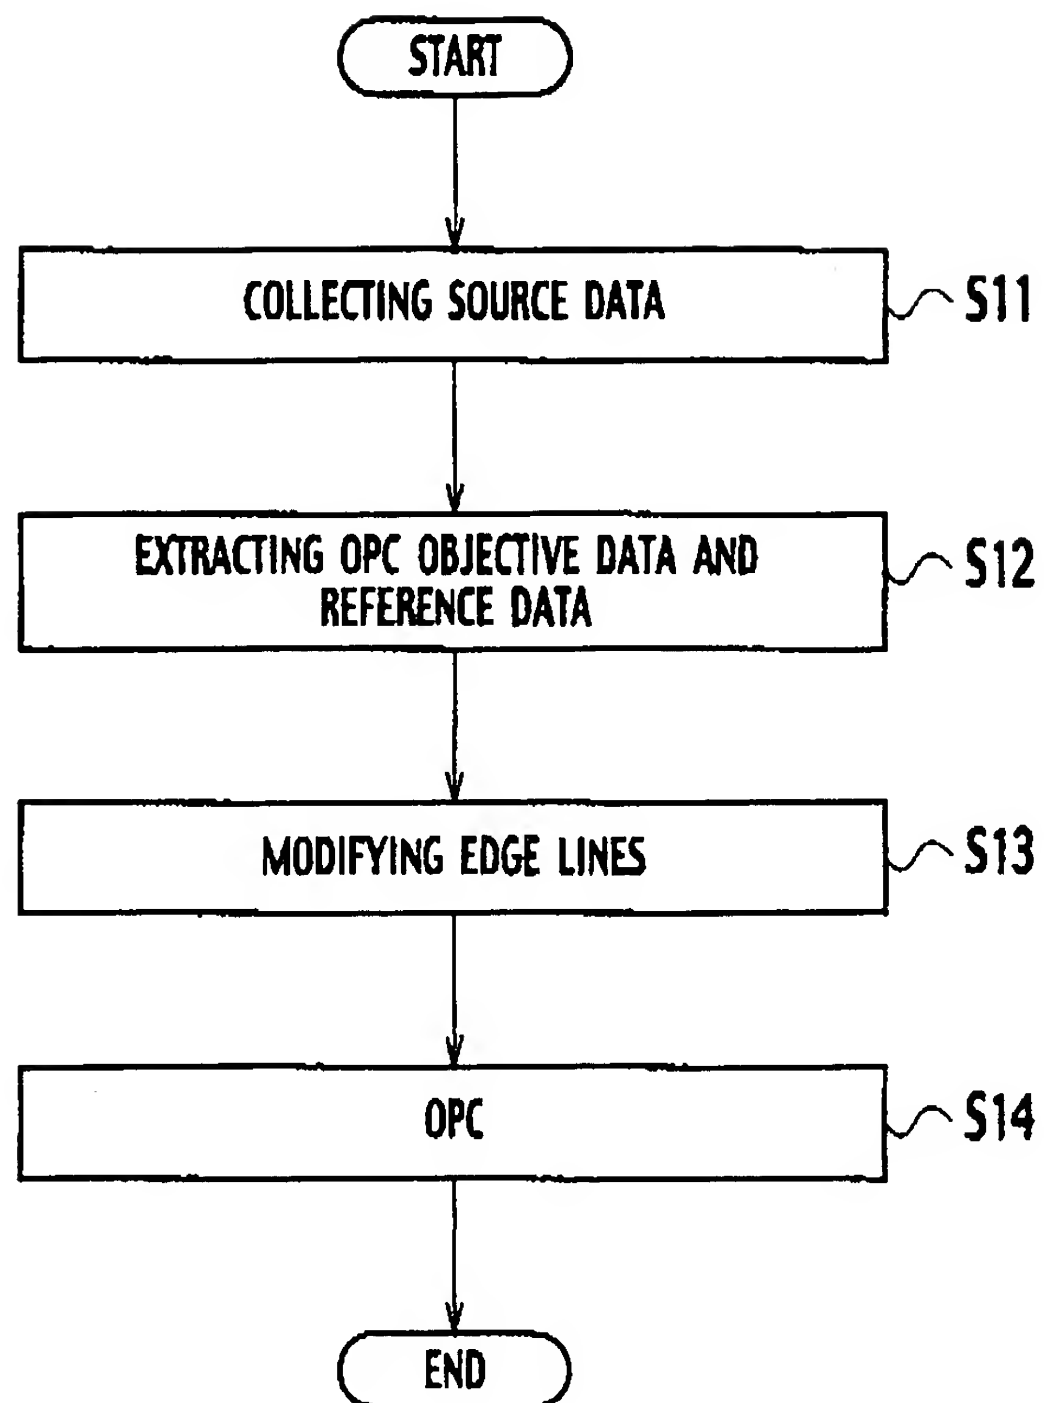 START
COLLECTING SOURCE DATA
S11
EXTRACTING OPC OBJECTIVE DATA AND
REFERENCE DATA
S12
MODIFYING EDGE LINES
S13
OPC
S14
END